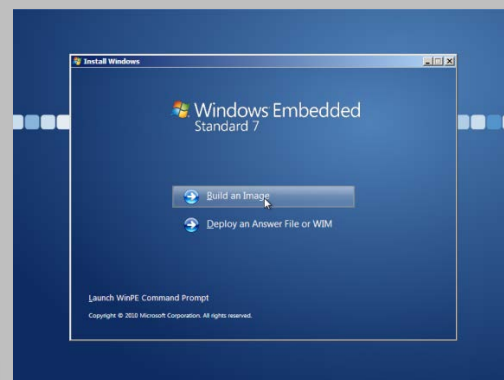 Install Windows
Windows Embedded
Standard 7
Build an Image
Deploy an Answer File or WIM
Launch WinPE Command Prompt
Copyright © 2010 Microsoft Corporation. All rights reserved.